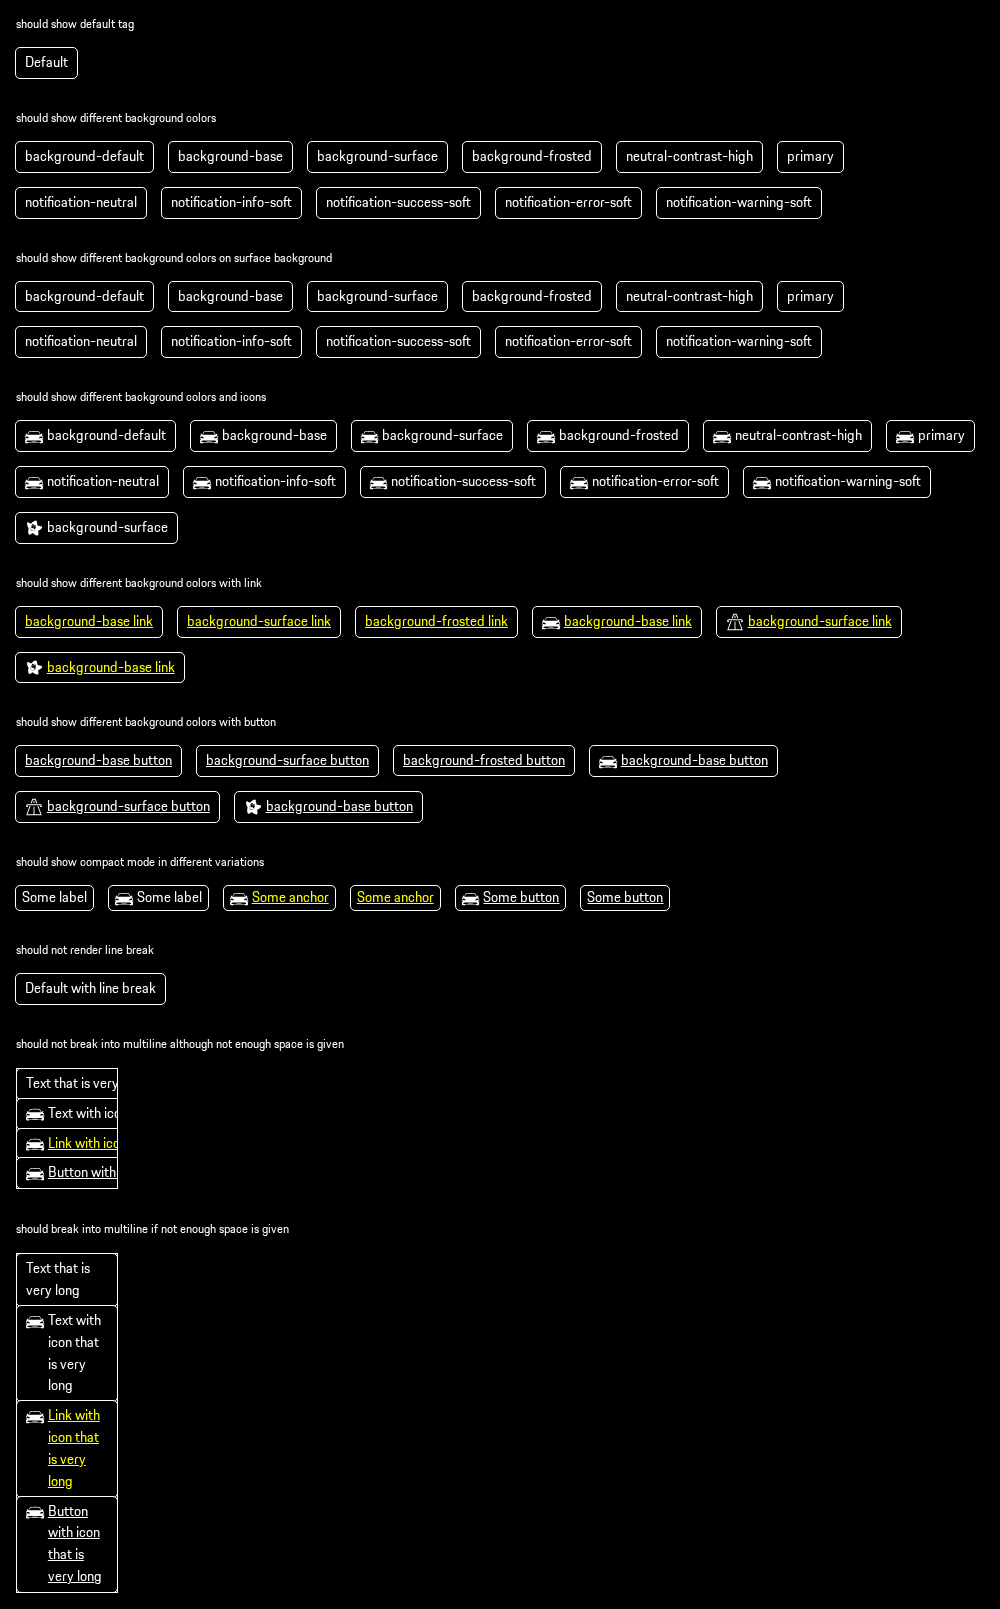 should show default tag
Default
should show different background colors
background-default background-base background-surface background-frosted neutral-contrast-high primary
notification-neutral notification-info-soft notification-success-soft notification-error-soft notification-warning-soft
should show different background colors on surface background
background-default background-base background-surface background-frosted neutral-contrast-high primary
notification-neutral notification-info-soft notification-success-soft notification-error-soft notification-warning-soft
should show different background colors and icons
background-default background-base background-surface background-frosted neutral-contrast-high primary
notification-neutral notification-info-soft notification-success-soft notification-error-soft notification-warning-soft
background-surface
should show different background colors with link
background-base link background-surface link background-frosted link background-base link background-surface link
background-base link
should show different background colors with button
background-base button background-surface button background-frosted button background-base button
background-surface button background-base button
should show compact mode in different variations
Some label Some label Some anchor Some anchor Some button Some button
should not render line break
Default with line break
should not break into multiline although not enough space is given
Text that is very
Text with
Link with
Button with
should break into multiline if not enough space is given
Text that is
very long
Text with
icon that
is very
long
Link with
icon that
is very
long
Button
with icon
that is
very long